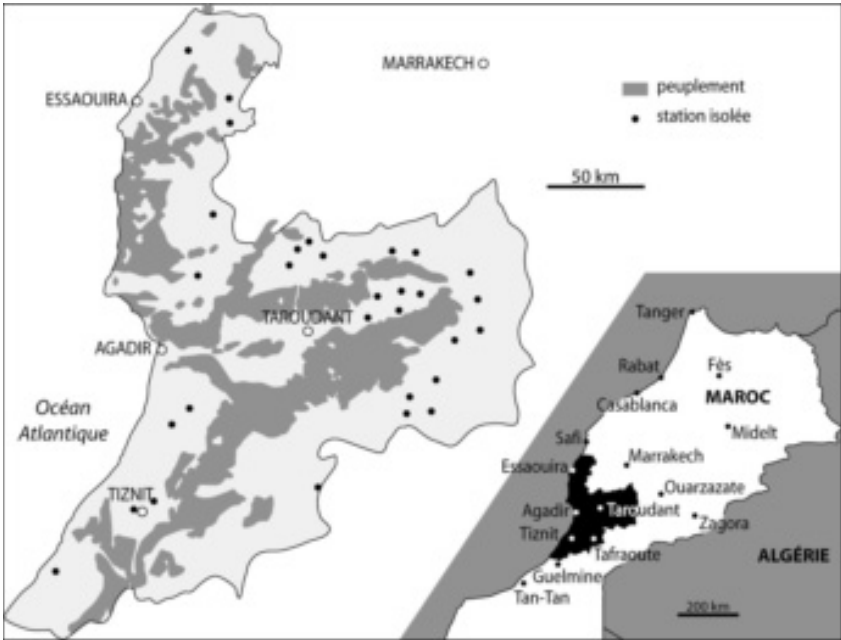 MARRAKECH
ESSAOUIRA
peuplement
station isolée
50 km
TAROUDANT
AGADIR
Océan
Atlantique
TIZNIT
Tanger
Rabat
Fès
Casablanca
MAROC
Midelt
Safi
Marrakech
Essaouira
Ouarzazate
Agadir
Taroudant
Zagora
Tiznit
Tafraoute
ALGÉRIE
Guelmine
Tan-Tan
200 km